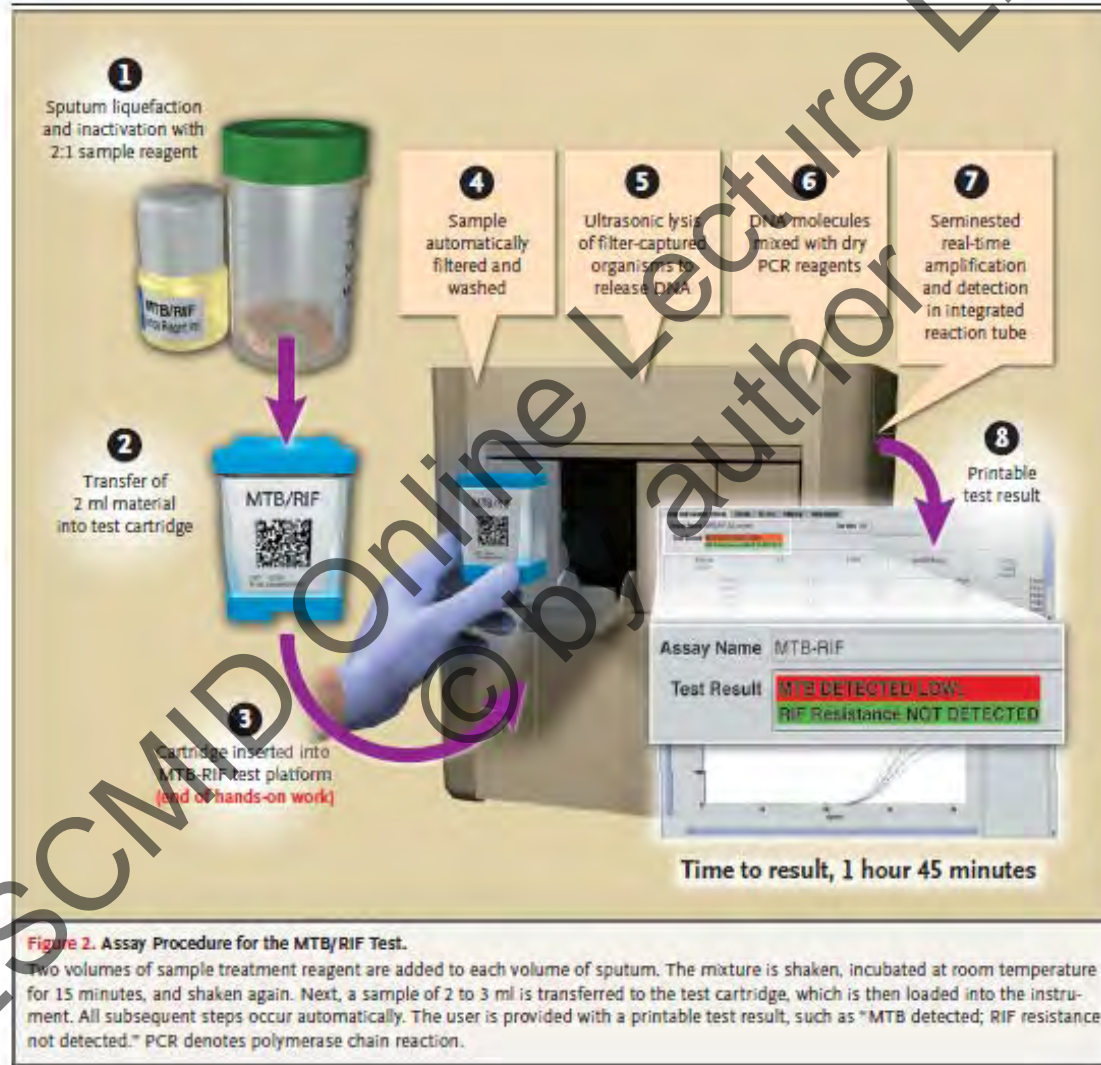 1
Sputum liquefaction
and inactivation with
2:1 sample reagent
MTB/RIF
2
Transfer of
2 ml material
into test cartridge
MTB/RIF
3
Cartridge inserted into
MTB-RIF test platform
(end of hands-on work)
MTB/RIF
4
Sample
automatically
filtered and
washed
5
Ultrasonic lysis
of filter-captured
organisms to
release DNA
6
DNA molecules
mixed with dry
PCR reagents
7
Seminested
real-time
amplification
and detection
in integrated
reaction tube
8
Printable
test result
Assay Name MTB-RIF
Test Result MTB DETECTED LOW;
RIF Resistance NOT DETECTED
Time to result, 1 hour 45 minutes
Figure 2. Assay Procedure for the MTB/RIF Test.
Two volumes of sample treatment reagent are added to each volume of sputum. The mixture is shaken, incubated at room temperature
for 15 minutes, and shaken again. Next, a sample of 2 to 3 ml is transferred to the test cartridge, which is then loaded into the instru-
ment. All subsequent steps occur automatically. The user is provided with a printable test result, such as "MTB detected; RIF resistance
not detected." PCR denotes polymerase chain reaction.
ESCMID Online Lecture
© by author